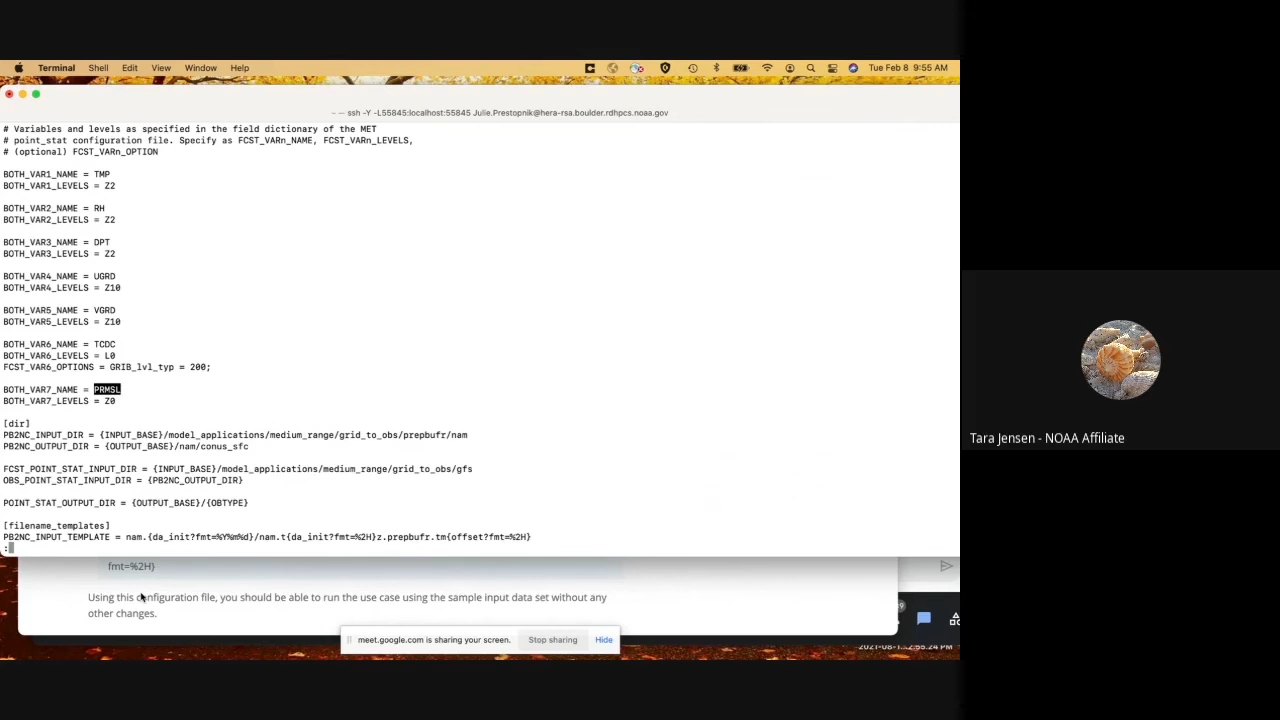 Terminal Shell Edit View Window Help Tue Feb 8 9:55 AM
~ — ssh -Y -L55845:localhost:55845 Julie.Prestopnik@hera-rsa.boulder.rdhpcs.noaa.gov
# Variables and levels as specified in the field dictionary of the MET
# point_stat configuration file. Specify as FCST_VARn_NAME, FCST_VARn_LEVELS,
# (optional) FCST_VARn_OPTION
BOTH_VAR1_NAME = TMP
BOTH_VAR1_LEVELS = Z2
BOTH_VAR2_NAME = RH
BOTH_VAR2_LEVELS = Z2
BOTH_VAR3_NAME = DPT
BOTH_VAR3_LEVELS = Z2
BOTH_VAR4_NAME = UGRD
BOTH_VAR4_LEVELS = Z10
BOTH_VAR5_NAME = VGRD
BOTH_VAR5_LEVELS = Z10
BOTH_VAR6_NAME = TCDC
BOTH_VAR6_LEVELS = L0
FCST_VAR6_OPTIONS = GRIB_lvl_typ = 200;
BOTH_VAR7_NAME = PRMSL
BOTH_VAR7_LEVELS = Z0
[dir]
PB2NC_INPUT_DIR = {INPUT_BASE}/model_applications/medium_range/grid_to_obs/prepbufr/nam
PB2NC_OUTPUT_DIR = {OUTPUT_BASE}/nam/conus_sfc
FCST_POINT_STAT_INPUT_DIR = {INPUT_BASE}/model_applications/medium_range/grid_to_obs/gfs
OBS_POINT_STAT_INPUT_DIR = {PB2NC_OUTPUT_DIR}
POINT_STAT_OUTPUT_DIR = {OUTPUT_BASE}/{OBTYPE}
[filename_templates]
PB2NC_INPUT_TEMPLATE = nam.{da_init?fmt=%Y%m%d}/nam.t{da_init?fmt=%2H}z.prepbufr.tm{offset?fmt=%2H}
:
fmt=%2H}
Using this configuration file, you should be able to run the use case using the sample input data set without any
other changes.
meet.google.com is sharing your screen. Stop sharing Hide
Tara Jensen - NOAA Affiliate